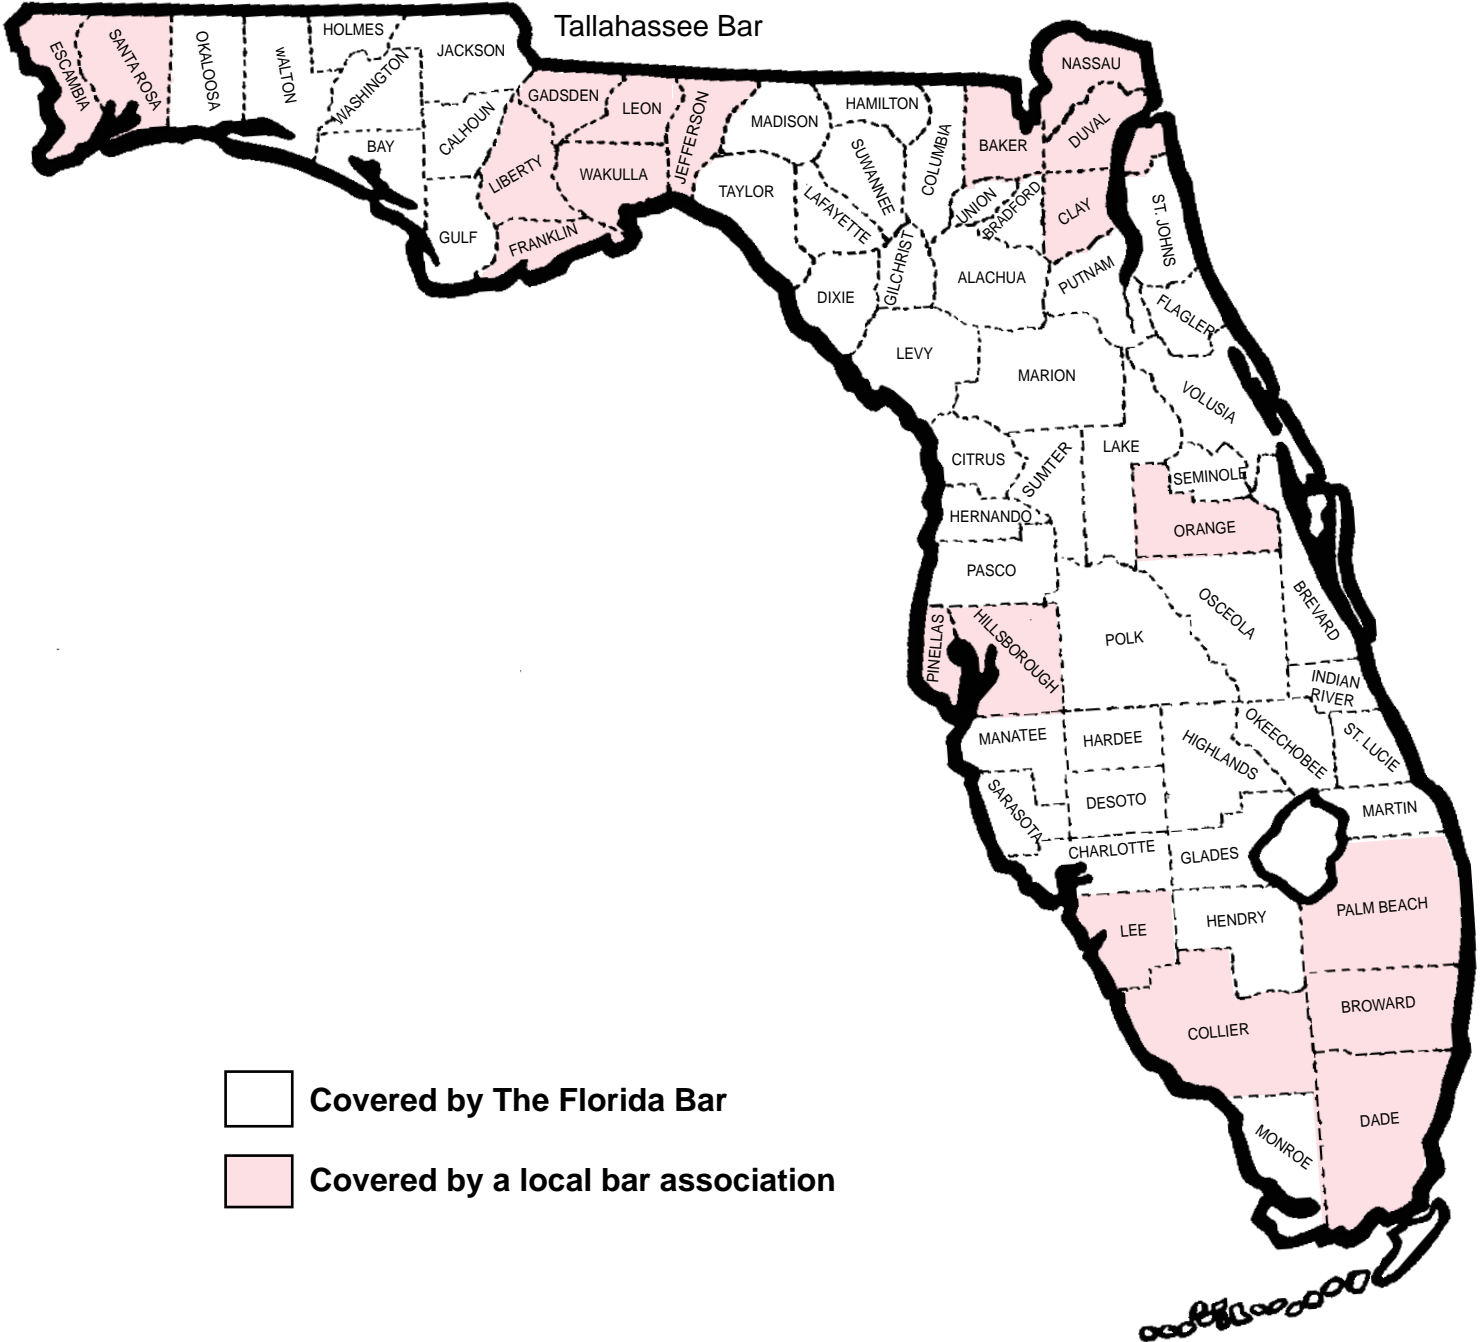 Tallahassee Bar
ESCAMBIA
SANTA ROSA
OKALOOSA
WALTON
HOLMES
WASHINGTON
JACKSON
BAY
CALHOUN
GULF
GADSDEN
LIBERTY
FRANKLIN
LEON
WAKULLA
JEFFERSON
MADISON
TAYLOR
HAMILTON
SUWANNEE
LAFAYETTE
DIXIE
COLUMBIA
GILCHRIST
BAKER
UNION
BRADFORD
NASSAU
DUVAL
CLAY
ST. JOHNS
ALACHUA
PUTNAM
FLAGLER
LEVY
MARION
VOLUSIA
CITRUS
SUMTER
LAKE
SEMINOLE
HERNANDO
ORANGE
PASCO
PINELLAS
HILLSBOROUGH
POLK
OSCEOLA
BREVARD
INDIAN
RIVER
MANATEE
HARDEE
HIGHLANDS
OKEECHOBEE
ST. LUCIE
SARASOTA
DESOTO
MARTIN
CHARLOTTE
GLADES
LEE
HENDRY
PALM BEACH
COLLIER
BROWARD
MONROE
DADE
Covered by The Florida Bar
Covered by a local bar association